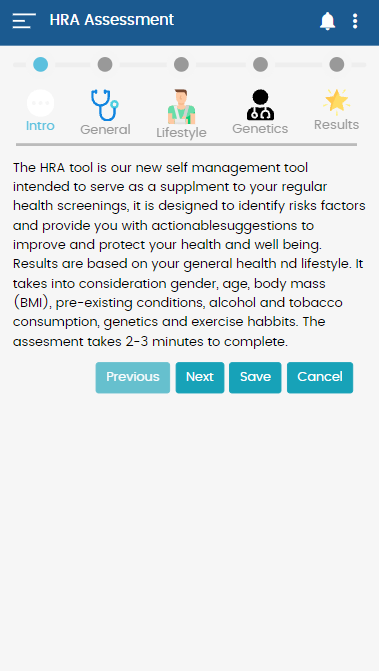 HRA Assessment
Intro
General
Lifestyle
Genetics
Results
The HRA tool is our new self management tool
intended to serve as a supplment to your regular
health screenings, it is designed to identify risks factors
and provide you with actionablesuggestions to
improve and protect your health and well being.
Results are based on your general health nd lifestyle. It
takes into consideration gender, age, body mass
(BMI), pre-existing conditions, alcohol and tobacco
consumption, genetics and exercise habbits. The
assesment takes 2-3 minutes to complete.
Previous
Next
Save
Cancel